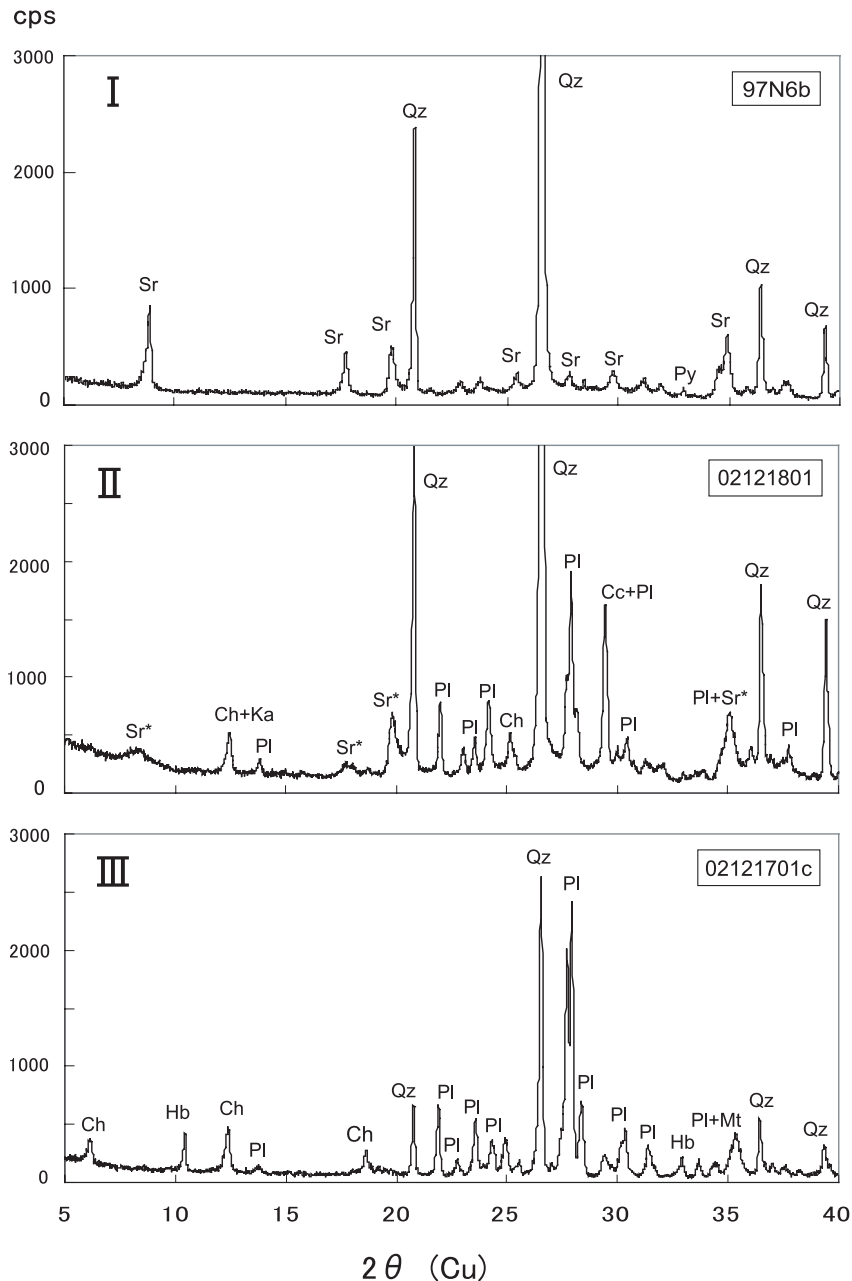 cps
3000
I
97N6b
Qz
Qz
2000
1000
Sr
Qz
Sr
Sr
Sr
Qz
Sr
Sr
Sr
Py
0
3000
II
02121801
Qz
Qz
2000
Pl
Cc+Pl
Qz
Qz
1000
Sr*
Pl
Pl
Pl+Sr*
Ch+Ka
Sr*
Pl
Sr*
Pl
Ch
Pl
Pl
0
3000
III
02121701c
Qz
Pl
2000
1000
Ch
Hb
Ch
Pl
Ch
Qz
Pl
Pl
Pl
Pl
Pl
Pl
Pl
Hb
Pl+Mt
Qz
Qz
0
5 10 15 20 25 30 35 40
2θ (Cu)